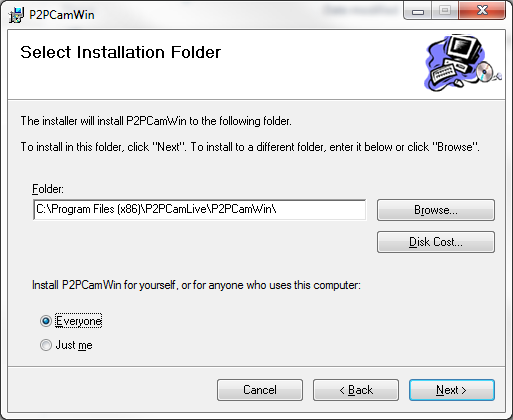 P2PCamWin
Select Installation Folder
The installer will install P2PCamWin to the following folder.
To install in this folder, click "Next". To install to a different folder, enter it below or click "Browse".
Folder:
C:\Program Files (x86)\P2PCamLive\P2PCamWin\
Browse...
Disk Cost...
Install P2PCamWin for yourself, or for anyone who uses this computer:
Everyone
Just me
Cancel
< Back
Next >